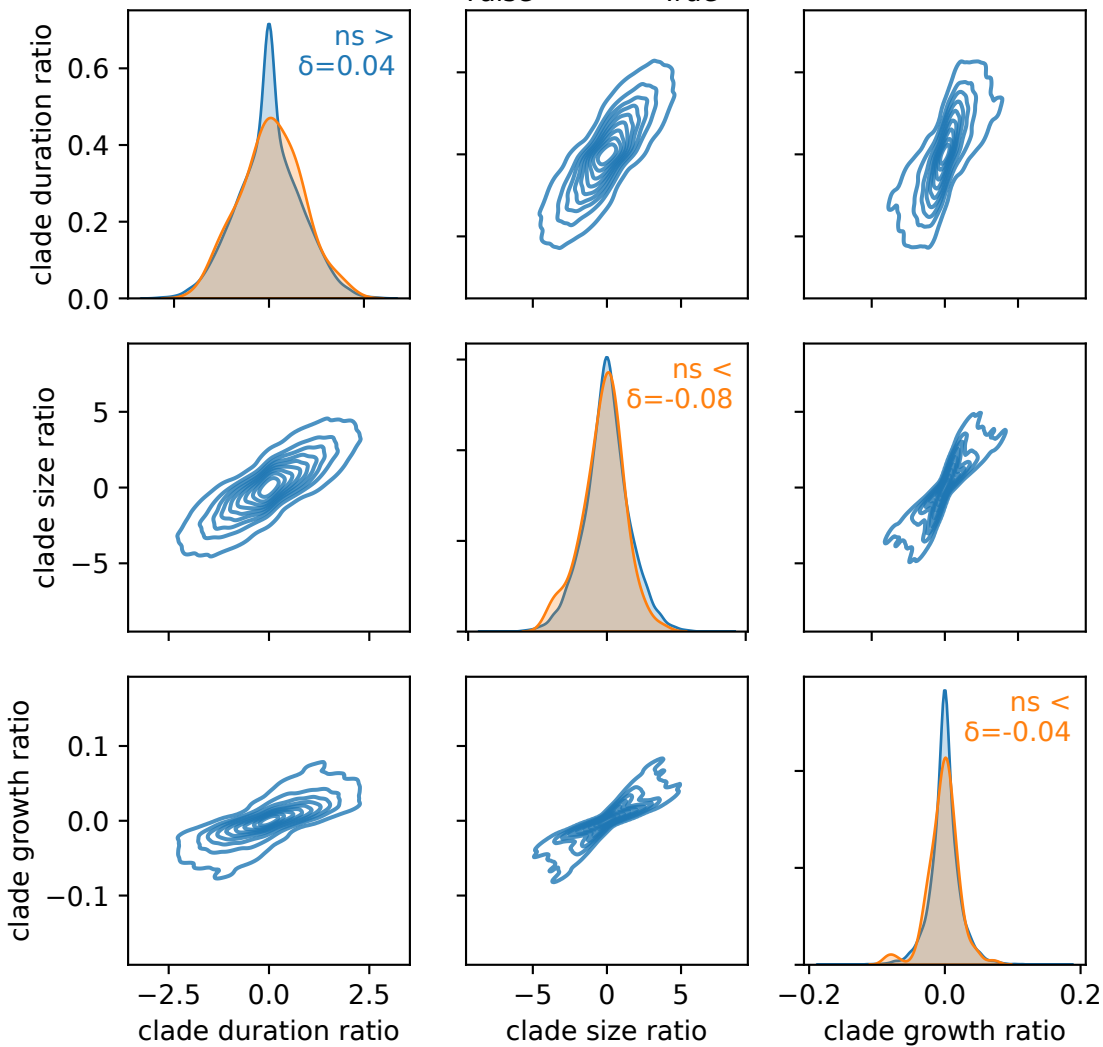 clade duration ratio
0.6
0.4
0.2
0.0
ns >
δ=0.04
clade size ratio
5
0
−5
ns <
δ=-0.08
clade growth ratio
0.1
0.0
−0.1
ns <
δ=-0.04
−2.5 0.0 2.5
−5 0 5
−0.2 0.0 0.2
clade duration ratio
clade size ratio
clade growth ratio